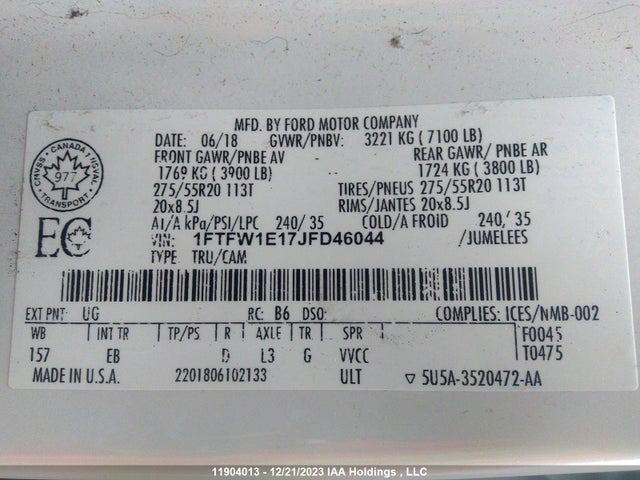 MFD. BY FORD MOTOR COMPANY
DATE: 06/18 GVWR/PNBV: 3221 KG ( 7100 LB)
FRONT GAWR/PNBE AV REAR GAWR/ PNBE AR
1769 KG ( 3900 LB) 1724 KG ( 3800 LB)
275/55R20 113T TIRES/PNEUS 275/55R20 113T
20x8.5J RIMS/JANTES 20x8.5J
AT/A kPa/PSI/LPC 240/ 35 COLD/A FROID 240/ 35
VIN: 1FTFW1E17JFD46044 /JUMELEES
TYPE TRU/CAM
CANADA
CMVSS NSVAC
977
TRANSPORT
EC
EXT PNT: UG RC: B6 DSO: COMPLIES: ICES/NMB-002
WB INT TR TP/PS R AXLE TR SPR F0045
157 EB D L3 G VVCC T0475
MADE IN U.S.A. 2201806102133 ULT ▽ 5U5A-3520472-AA
11904013 - 12/21/2023 IAA Holdings , LLC